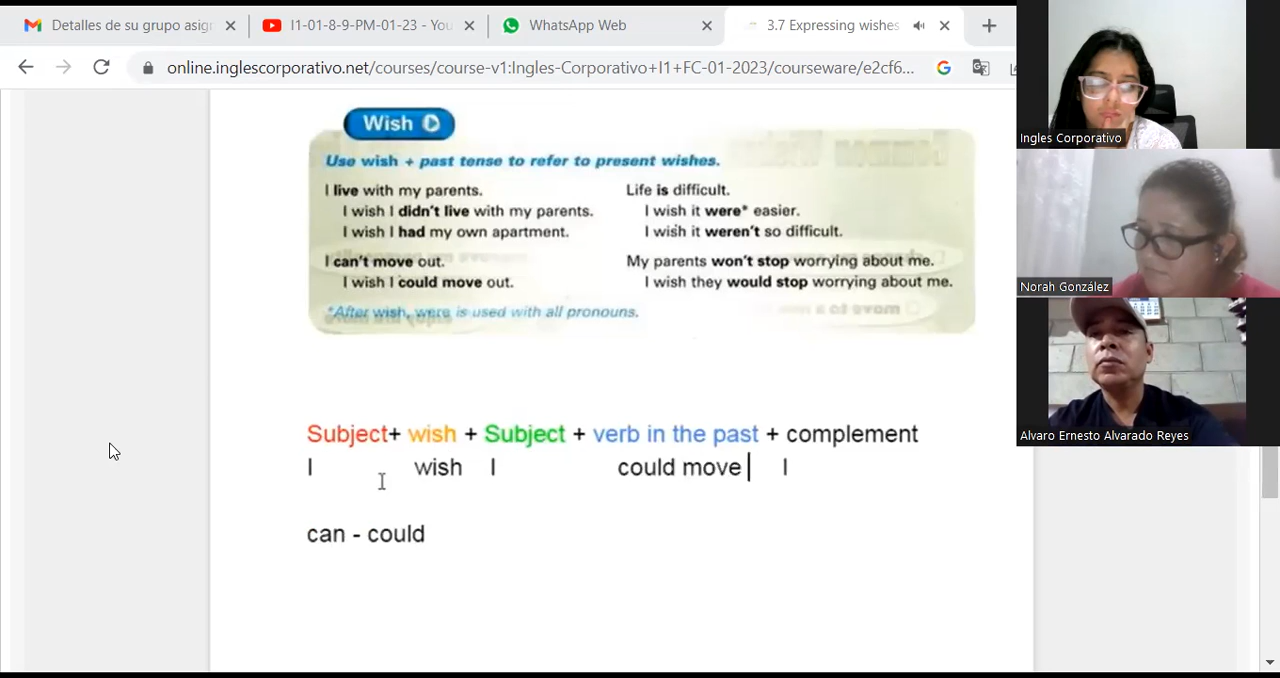 Detalles de su grupo asign
I1-01-8-9-PM-01-23 - You
WhatsApp Web
3.7 Expressing wishes
online.inglescorporativo.net/courses/course-v1:Ingles-Corporativo+I1+FC-01-2023/courseware/e2cf6...
Wish
Use wish + past tense to refer to present wishes.
I live with my parents.
I wish I didn't live with my parents.
I wish I had my own apartment.
I can't move out.
I wish I could move out.
Life is difficult.
I wish it were* easier.
I wish it weren't so difficult.
My parents won't stop worrying about me.
I wish they would stop worrying about me.
*After wish, were is used with all pronouns.
Subject+ wish + Subject + verb in the past + complement
I wish I could move I
can - could
Ingles Corporativo
Norah González
Alvaro Ernesto Alvarado Reyes